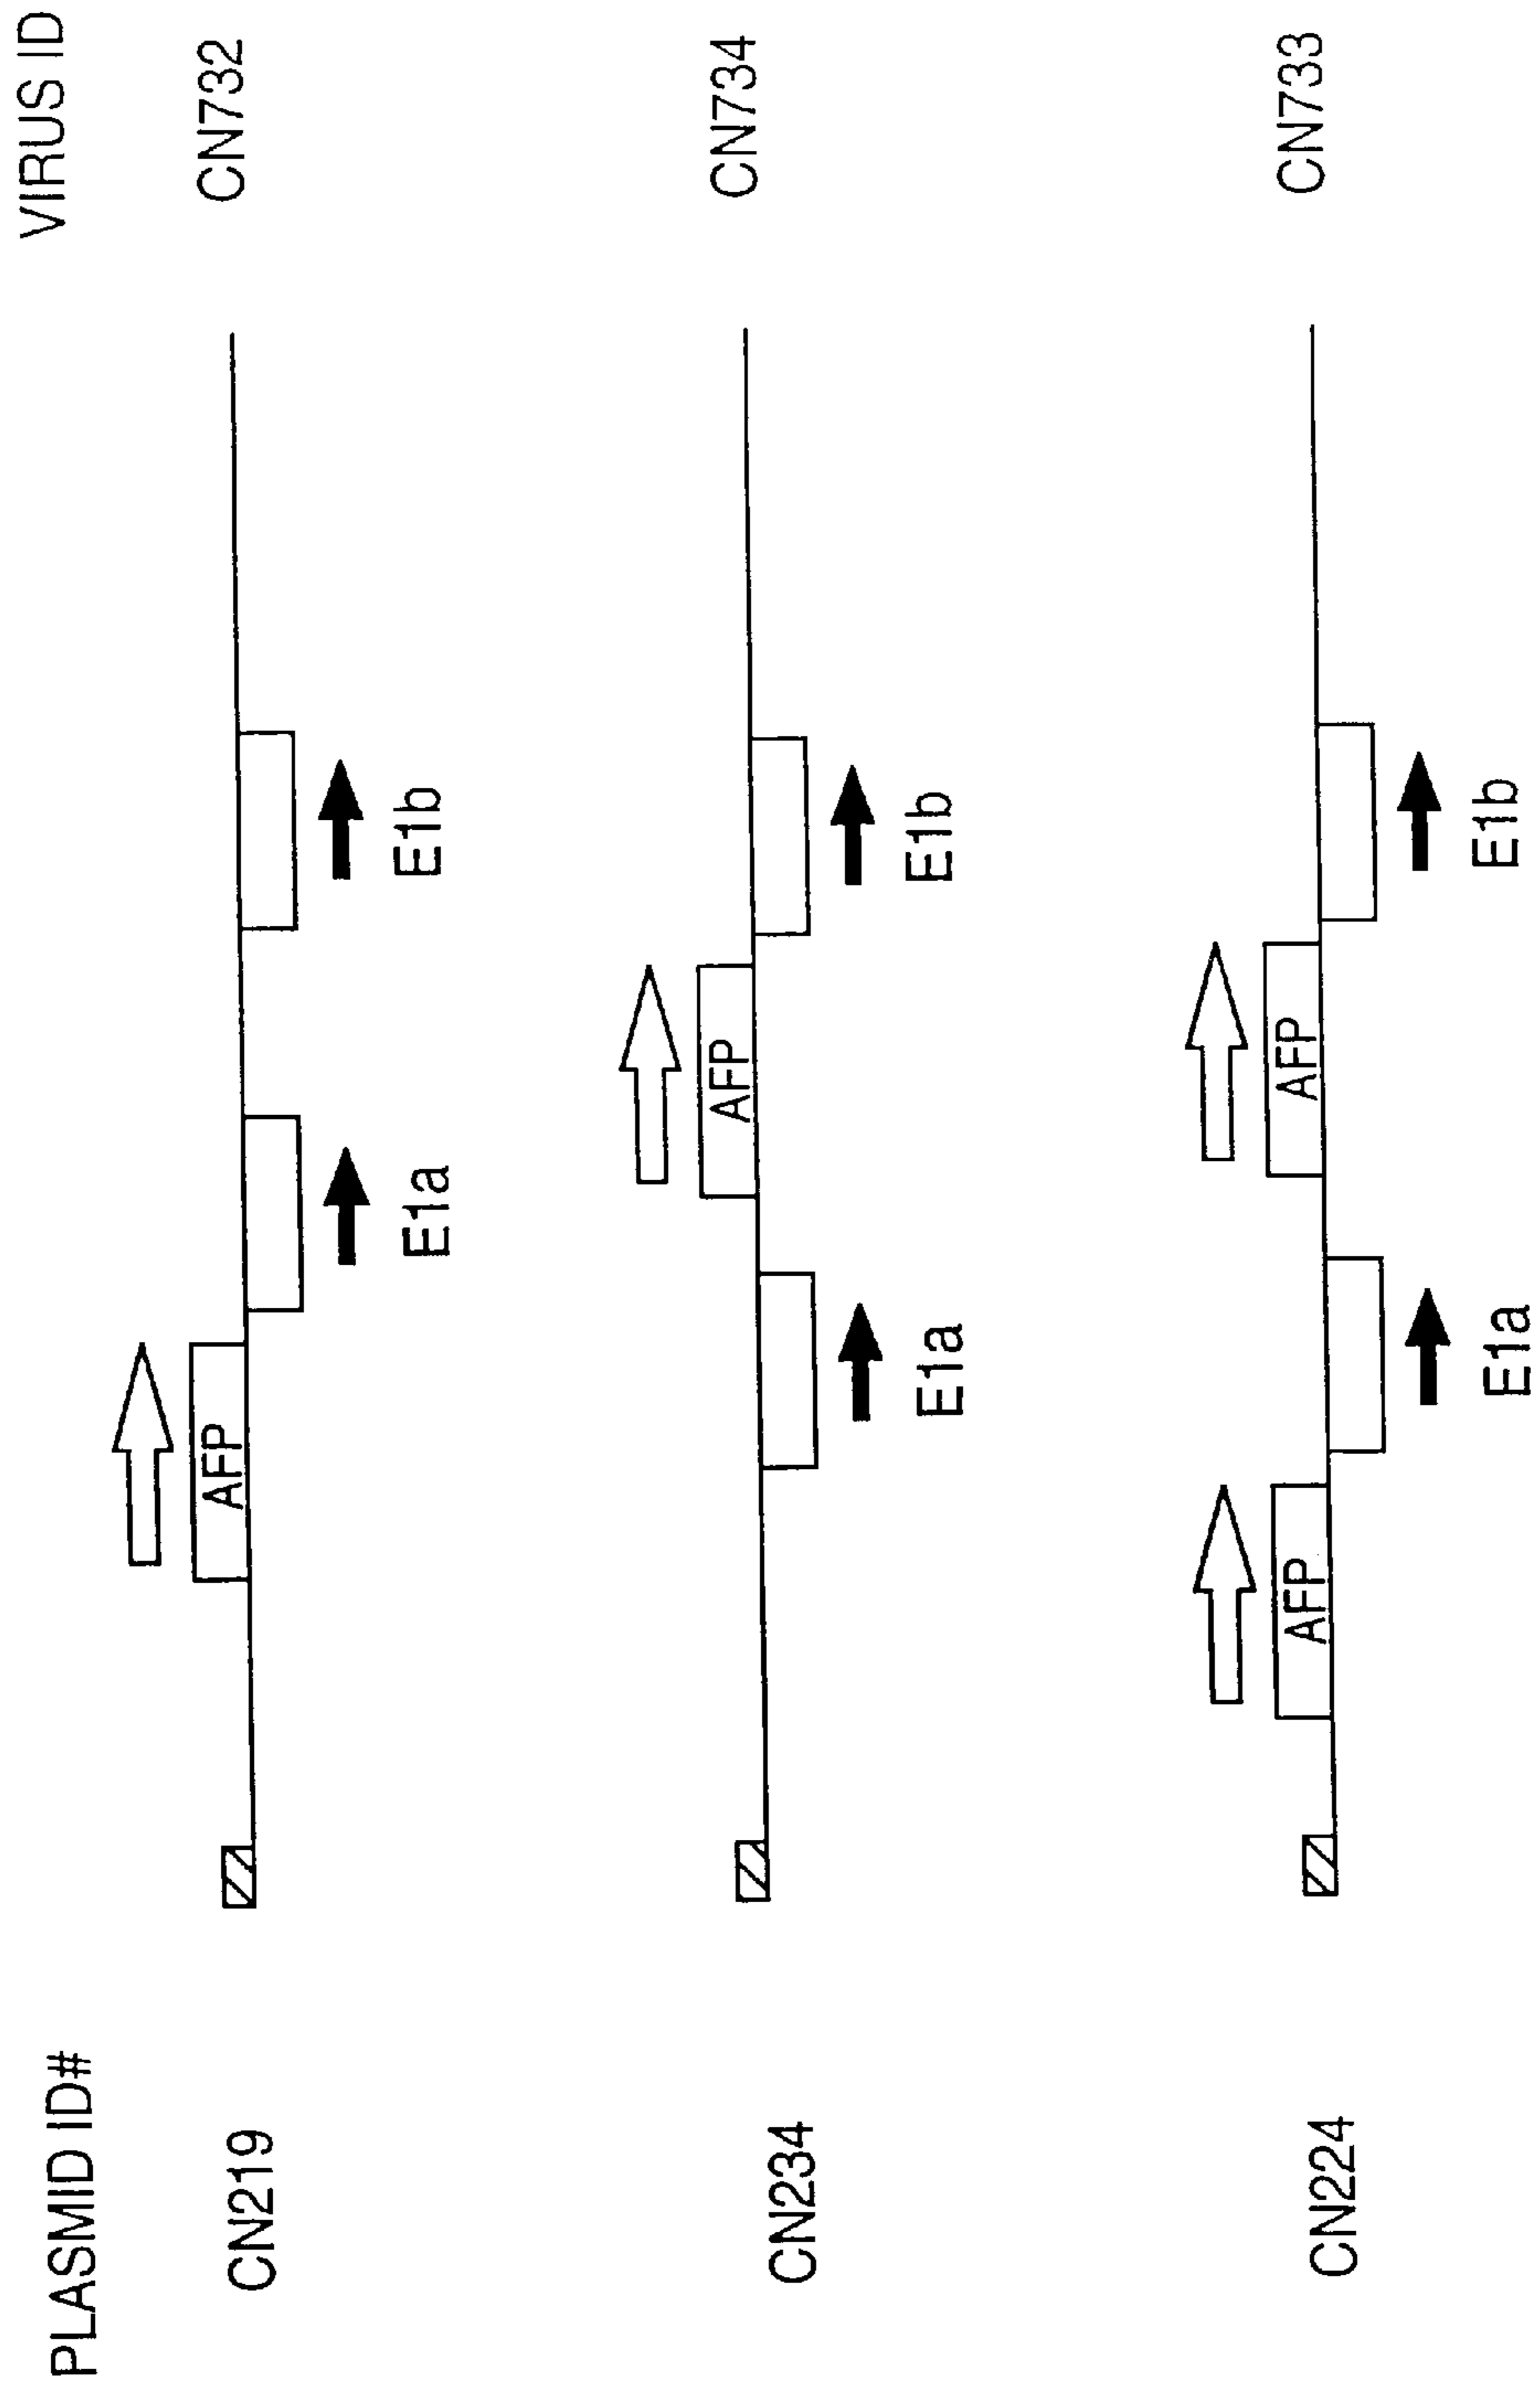 PLASMID ID#
VIRUS ID
CN219
AFP
E1a
E1b
CN732
CN234
E1a
AFP
E1b
CN734
CN224
AFP
E1a
AFP
E1b
CN733